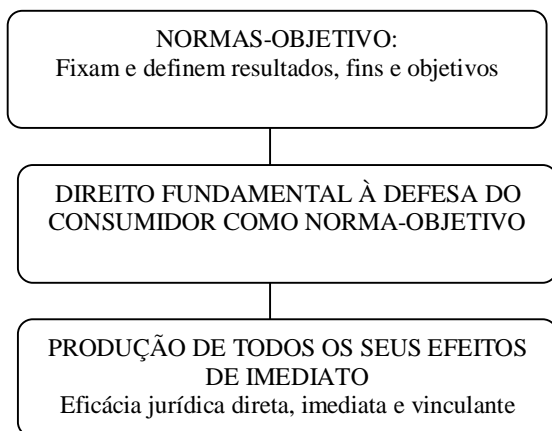 NORMAS-OBJETIVO:
Fixam e definem resultados, fins e objetivos
DIREITO FUNDAMENTAL À DEFESA DO
CONSUMIDOR COMO NORMA-OBJETIVO
PRODUÇÃO DE TODOS OS SEUS EFEITOS
DE IMEDIATO
Eficácia jurídica direta, imediata e vinculante